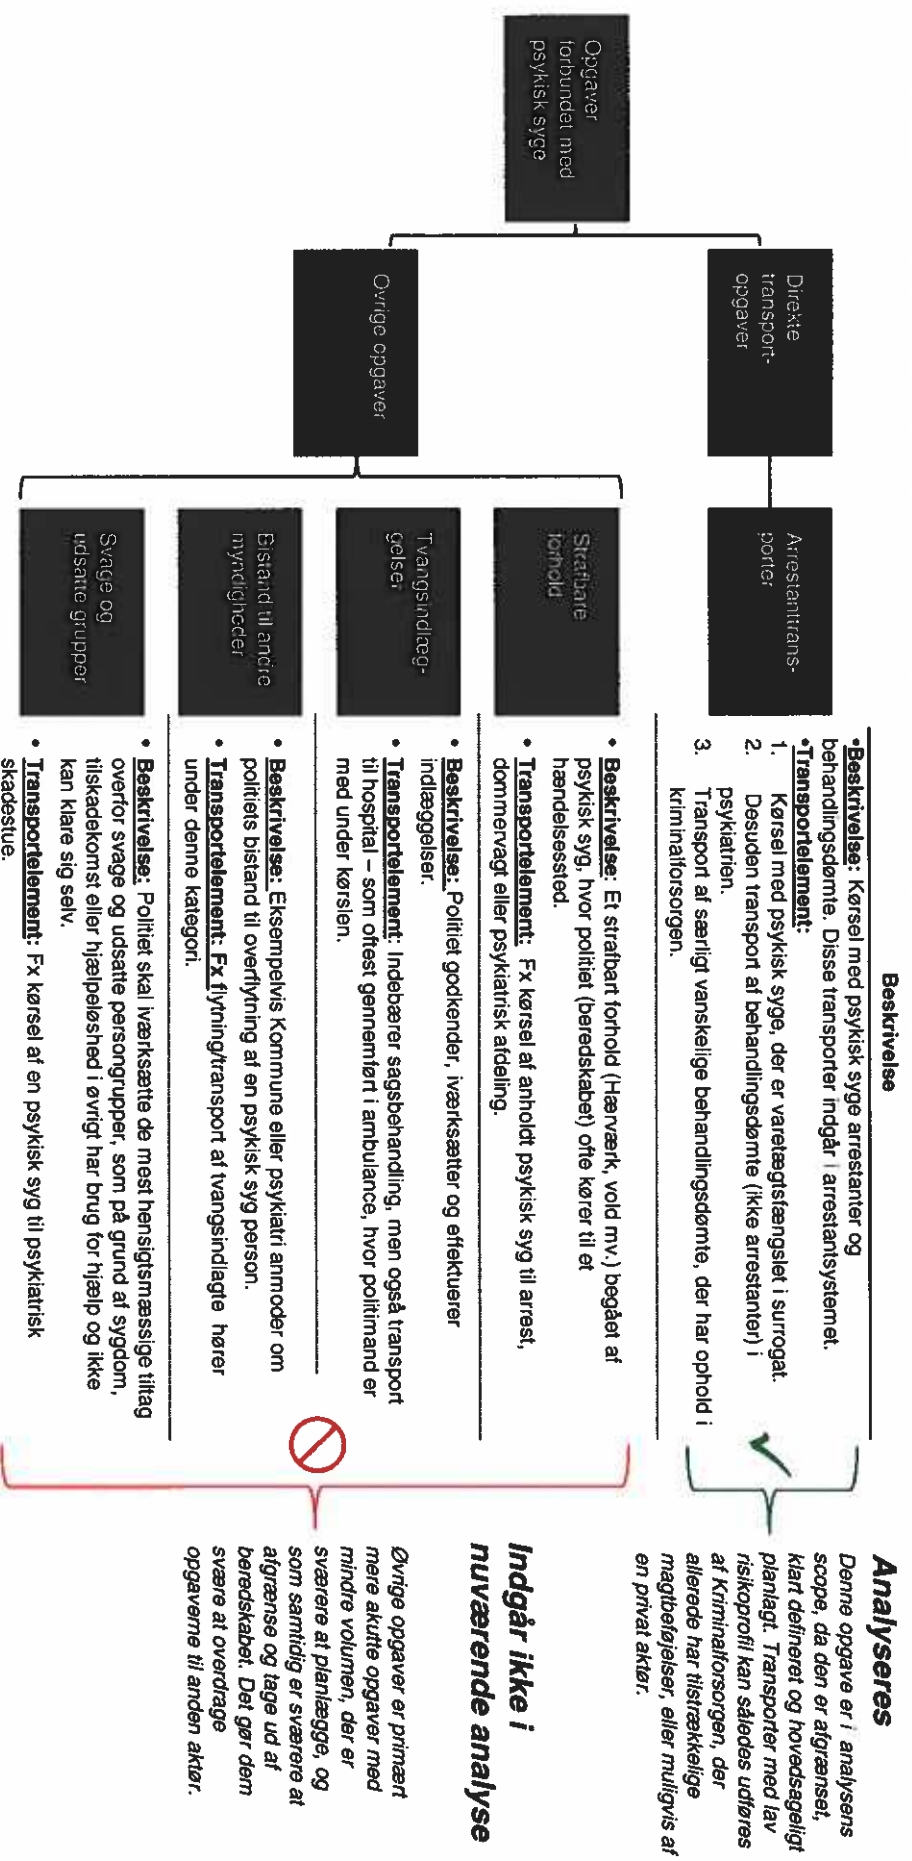 Opgaver
forbundet med
psykisk syge
Direkte
transport-
opgaver
Øvrige opgaver
Arrestanttrans-
porter
Strafbare
forhold
Tvangsindlæg-
gelser
Bistand til andre
myndigheder
Svage og
udsatte grupper
Beskrivelse
•Beskrivelse: Kørsel med psykisk syge arrestanter og
behandlingsdømte. Disse transporter indgår i arrestantsystemet.
•Transportelement:
1. Kørsel med psykisk syge, der er varetægtsfængslet i surrogat.
2. Desuden transport af behandlingsdømte (ikke arrestanter) i
psykiatrien.
3. Transport af særligt vanskelige behandlingsdømte, der har ophold i
kriminalforsorgen.
• Beskrivelse: Et strafbart forhold (Hærværk, vold mv.) begået af
psykisk syg, hvor politiet (beredskabet) ofte kører til et
hændelsessted.
• Transportelement: Fx kørsel af anholdt psykisk syg til arrest,
dommervagt eller psykiatrisk afdeling.
• Beskrivelse: Politiet godkender, iværksætter og effektuerer
indlæggelser.
• Transportelement: Indebærer sagsbehandling, men også transport
til hospital – som oftest gennemført i ambulance, hvor politimand er
med under kørslen.
• Beskrivelse: Eksempelvis Kommune eller psykiatri anmoder om
politiets bistand til overflytning af en psykisk syg person.
• Transportelement: Fx flytning/transport af tvangsindlagte hører
under denne kategori.
• Beskrivelse: Politiet skal iværksætte de mest hensigtsmæssige tiltag
overfor svage og udsatte persongrupper, som på grund af sygdom,
tilskadekomst eller hjælpeløshed i øvrigt har brug for hjælp og ikke
kan klare sig selv.
• Transportelement: Fx kørsel af en psykisk syg til psykiatrisk
skadestue.
Analyseres
Denne opgave er i analysens
scope, da den er afgrænset,
klart defineret og hovedsageligt
planlagt. Transporter med lav
risikoprofil kan således udføres
af Kriminalforsorgen, der
allerede har tilstrækkelige
magtbeføjelser, eller muligvis af
en privat aktør.
Indgår ikke i
nuværende analyse
Øvrige opgaver er primært
mere akutte opgaver med
mindre volumen, der er
sværere at planlægge, og
som samtidig er sværere at
afgrænse og tage ud af
beredskabet. Det gør dem
svære at overdrage
opgaverne til anden aktør.